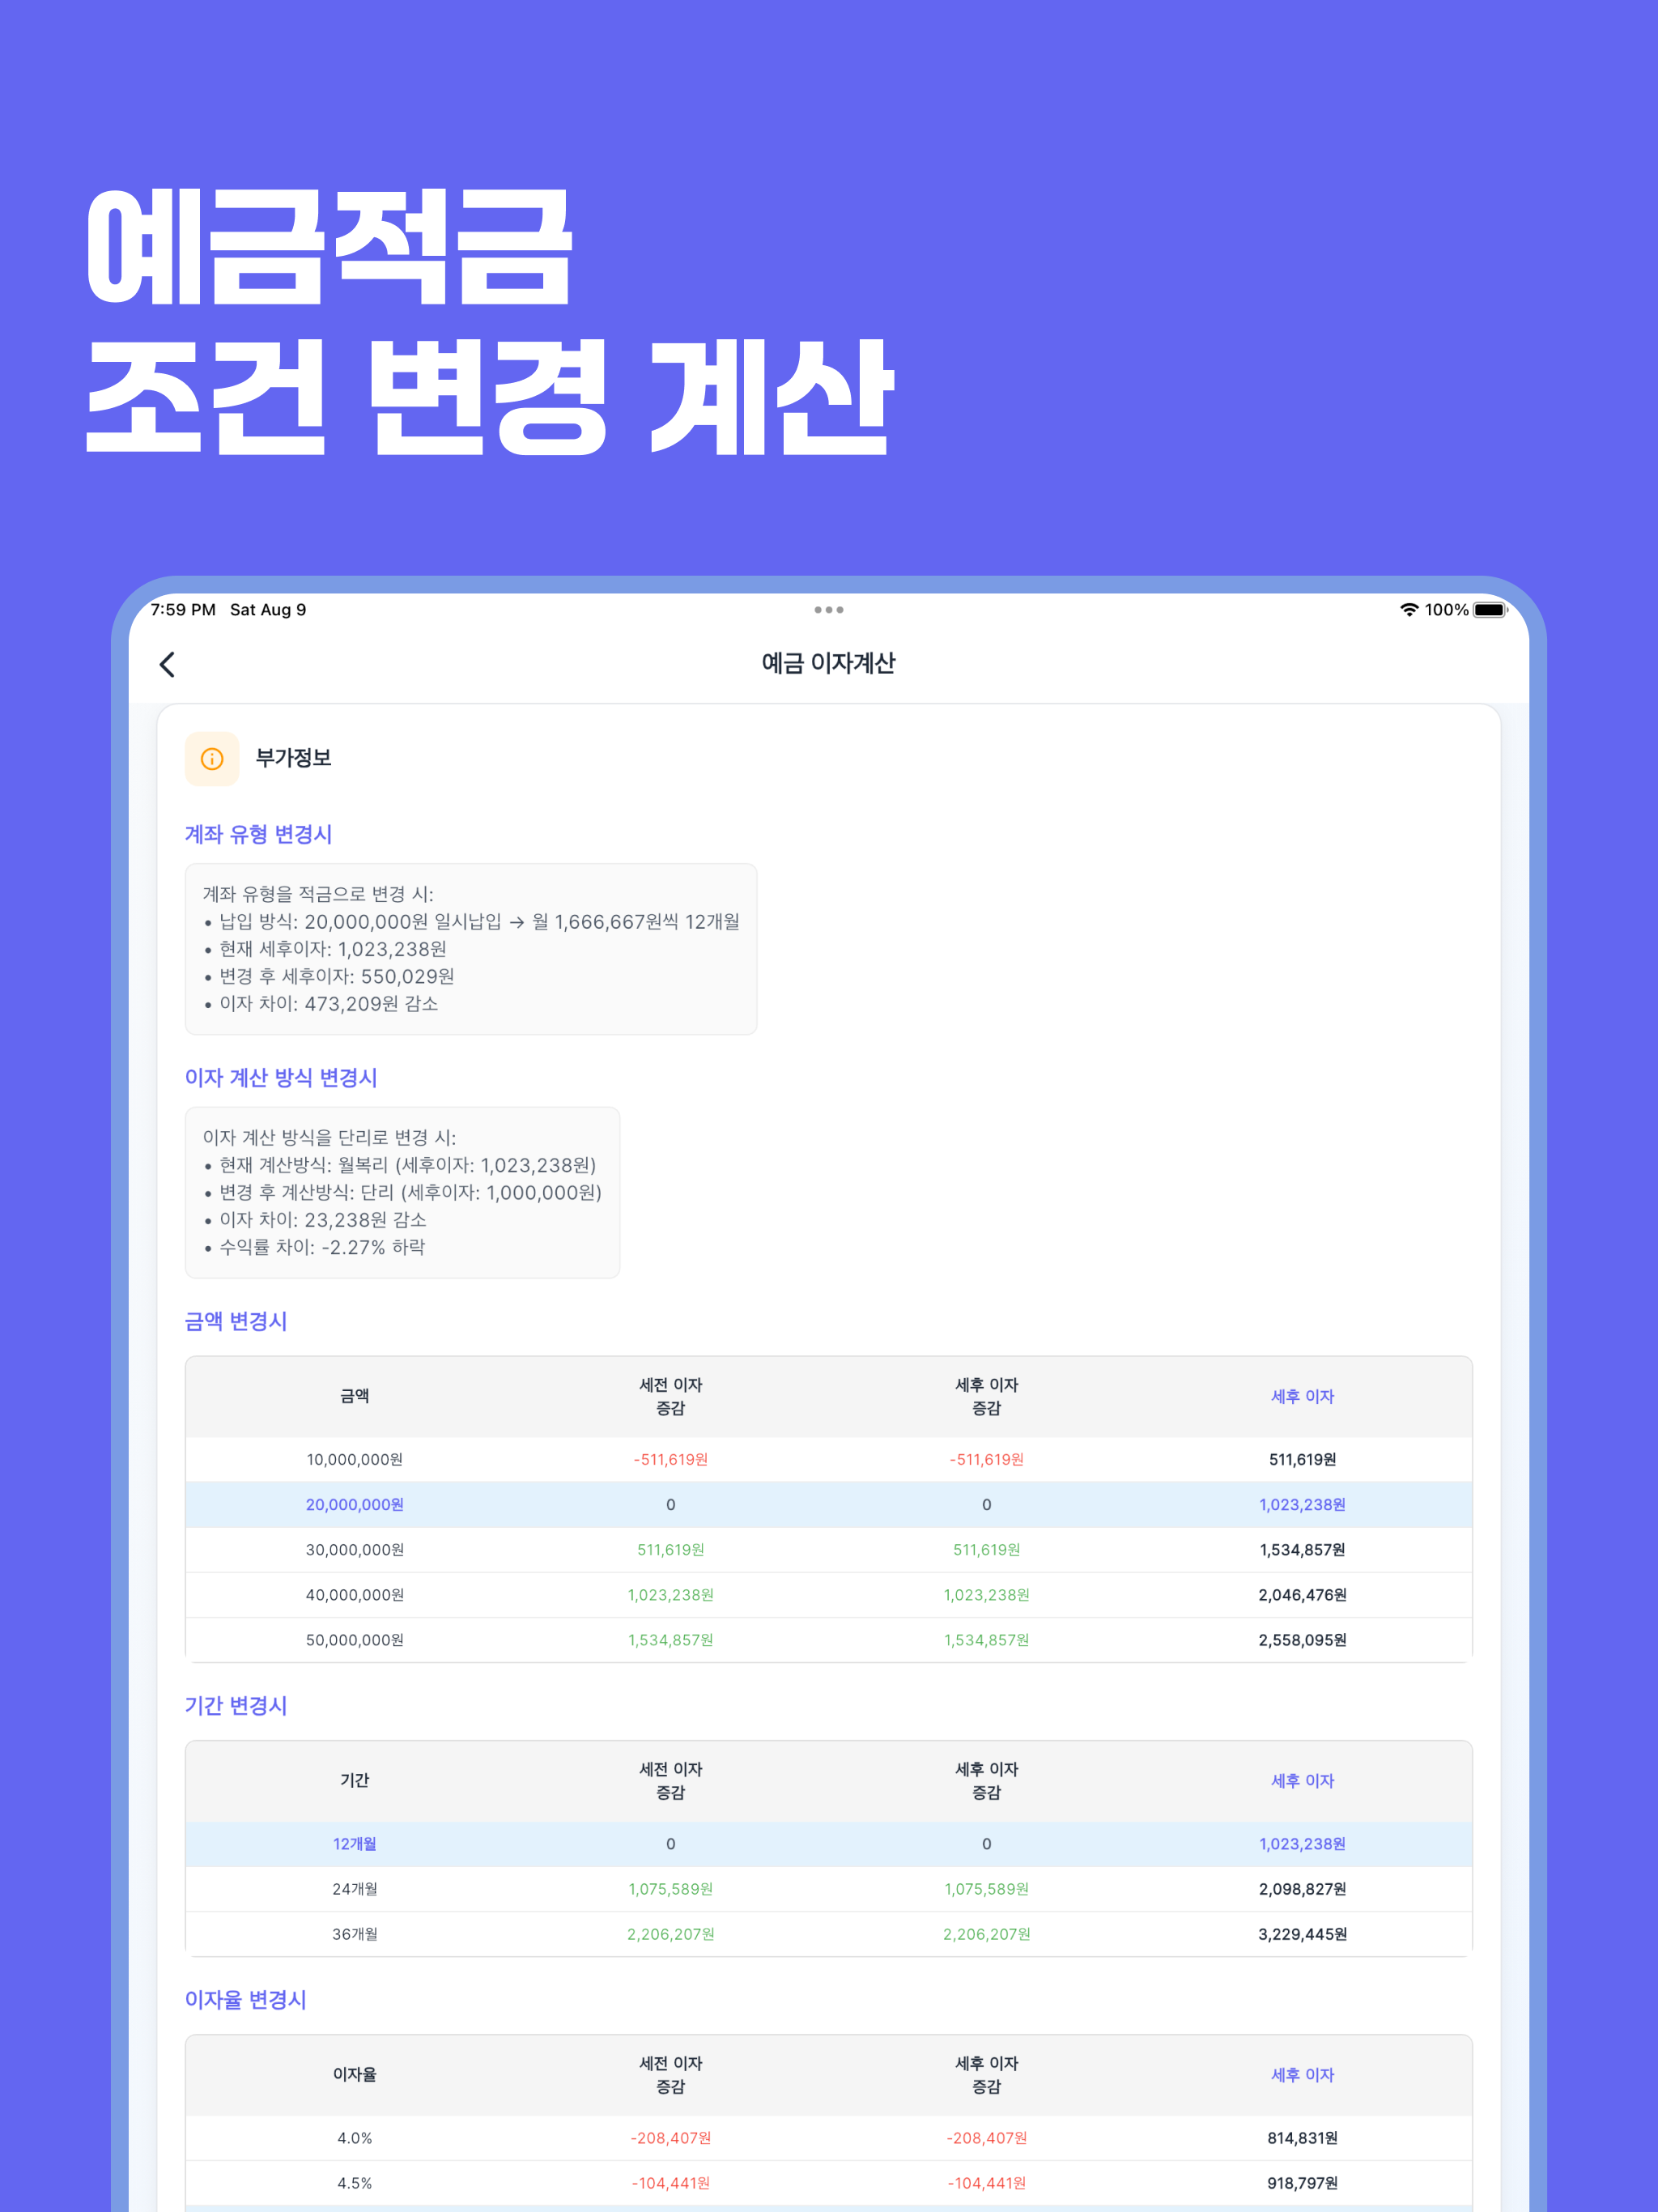 예금적금
조건 변경 계산
7:59 PM Sat Aug 9
100%
예금 이자계산
부가정보
계좌 유형 변경시
계좌 유형을 적금으로 변경 시:
• 납입 방식: 20,000,000원 일시납입 → 월 1,666,667원씩 12개월
• 현재 세후이자: 1,023,238원
• 변경 후 세후이자: 550,029원
• 이자 차이: 473,209원 감소
이자 계산 방식 변경시
이자 계산 방식을 단리로 변경 시:
• 현재 계산방식: 월복리 (세후이자: 1,023,238원)
• 변경 후 계산방식: 단리 (세후이자: 1,000,000원)
• 이자 차이: 23,238원 감소
• 수익률 차이: -2.27% 하락
금액 변경시
금액 세전 이자 증감 세후 이자 증감 세후 이자
10,000,000원 -511,619원 -511,619원 511,619원
20,000,000원 0 0 1,023,238원
30,000,000원 511,619원 511,619원 1,534,857원
40,000,000원 1,023,238원 1,023,238원 2,046,476원
50,000,000원 1,534,857원 1,534,857원 2,558,095원
기간 변경시
기간 세전 이자 증감 세후 이자 증감 세후 이자
12개월 0 0 1,023,238원
24개월 1,075,589원 1,075,589원 2,098,827원
36개월 2,206,207원 2,206,207원 3,229,445원
이자율 변경시
이자율 세전 이자 증감 세후 이자 증감 세후 이자
4.0% -208,407원 -208,407원 814,831원
4.5% -104,441원 -104,441원 918,797원